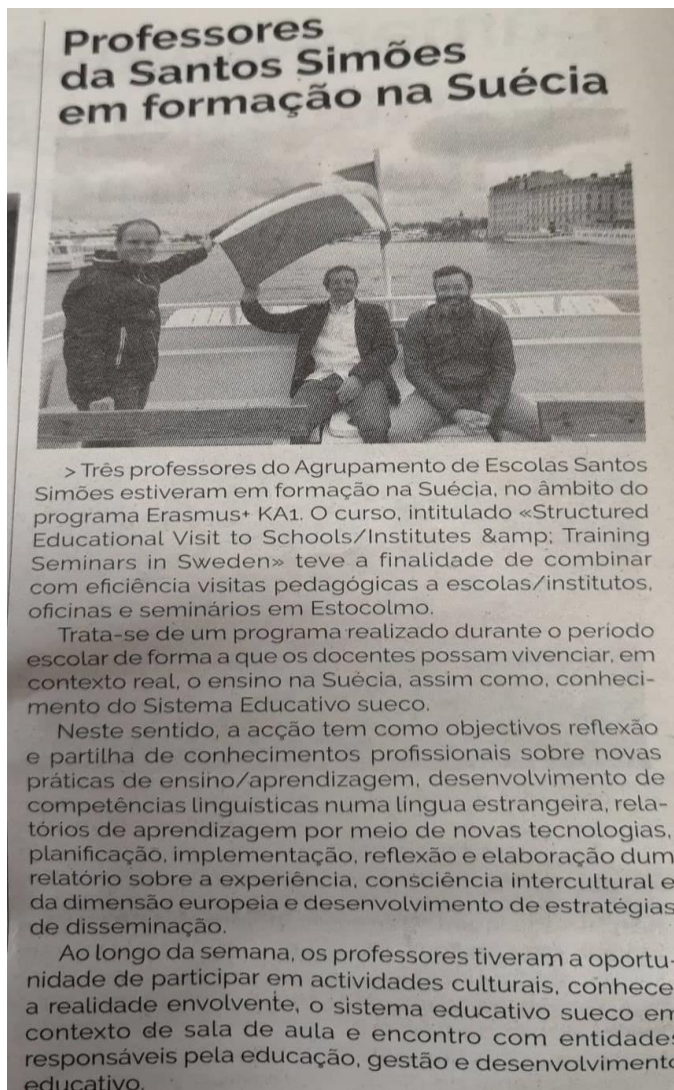 Professores
da Santos Simões
em formação na Suécia
> Três professores do Agrupamento de Escolas Santos
Simões estiveram em formação na Suécia, no âmbito do
programa Erasmus+ KA1. O curso, intitulado «Structured
Educational Visit to Schools/Institutes &amp; Training
Seminars in Sweden» teve a finalidade de combinar
com eficiência visitas pedagógicas a escolas/institutos,
oficinas e seminários em Estocolmo.
Trata-se de um programa realizado durante o período
escolar de forma a que os docentes possam vivenciar, em
contexto real, o ensino na Suécia, assim como, conheci-
mento do Sistema Educativo sueco.
Neste sentido, a acção tem como objectivos reflexão
e partilha de conhecimentos profissionais sobre novas
práticas de ensino/aprendizagem, desenvolvimento de
competências linguísticas numa língua estrangeira, rela-
tórios de aprendizagem por meio de novas tecnologias,
planificação, implementação, reflexão e elaboração dum
relatório sobre a experiência, consciência intercultural e
da dimensão europeia e desenvolvimento de estratégias
de disseminação.
Ao longo da semana, os professores tiveram a oportu-
nidade de participar em actividades culturais, conhece
a realidade envolvente, o sistema educativo sueco em
contexto de sala de aula e encontro com entidades
responsáveis pela educação, gestão e desenvolvimento
educativo.